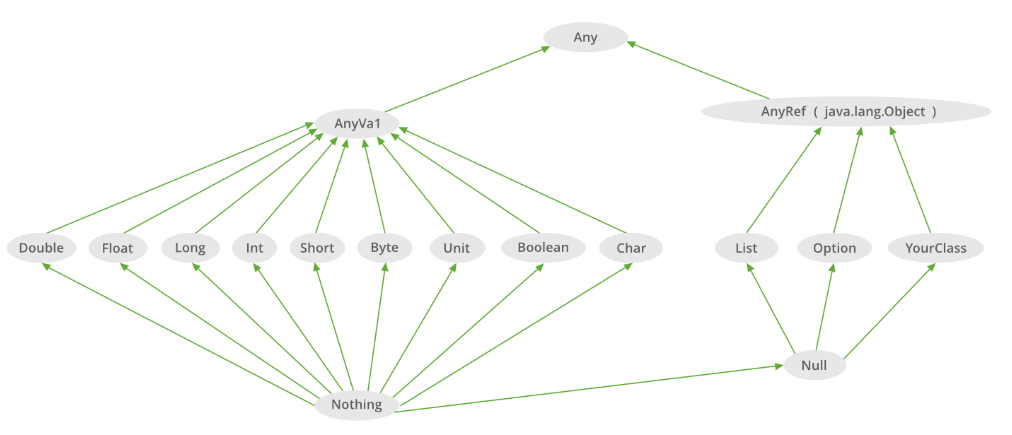 Any
AnyRef ( java.lang.Object )
AnyVa1
Double Float Long Int Short Byte Unit Boolean Char List Option YourClass
Null
Nothing